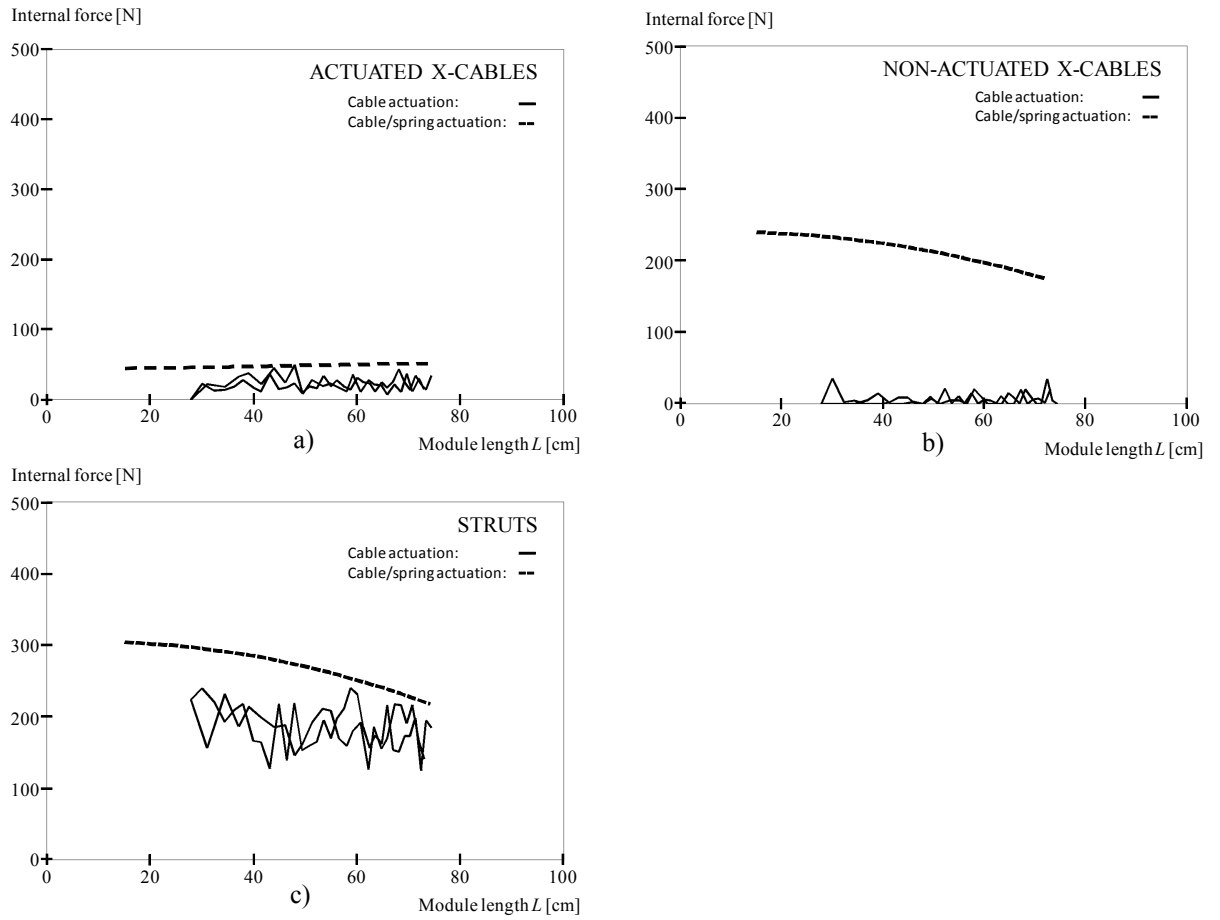 Internal force [N]
500
400
300
200
100
0
ACTUATED X-CABLES
Cable actuation:
Cable/spring actuation:
0 20 40 60 80 100
a)
Module length L [cm]
Internal force [N]
500
400
300
200
100
0
NON-ACTUATED X-CABLES
Cable actuation:
Cable/spring actuation:
0 20 40 60 80 100
b)
Module length L [cm]
Internal force [N]
500
400
300
200
100
0
STRUTS
Cable actuation:
Cable/spring actuation:
0 20 40 60 80 100
c)
Module length L [cm]